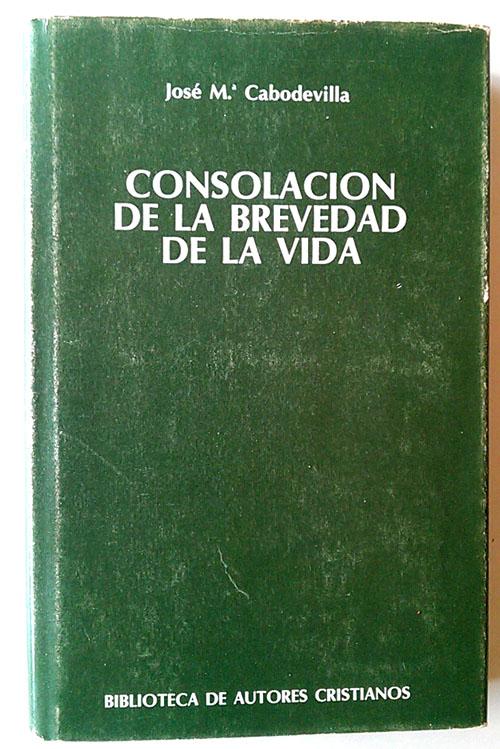 José M.ª Cabodevilla
CONSOLACION
DE LA BREVEDAD
DE LA VIDA
BIBLIOTECA DE AUTORES CRISTIANOS